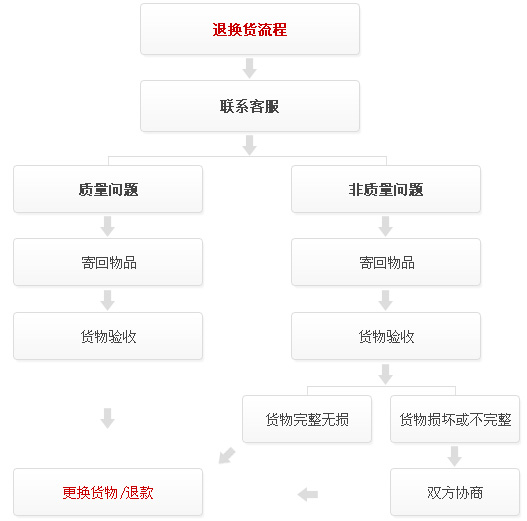 退换货流程
联系客服
质量问题
非质量问题
寄回物品
寄回物品
货物验收
货物验收
货物完整无损
货物损坏或不完整
更换货物/退款
双方协商